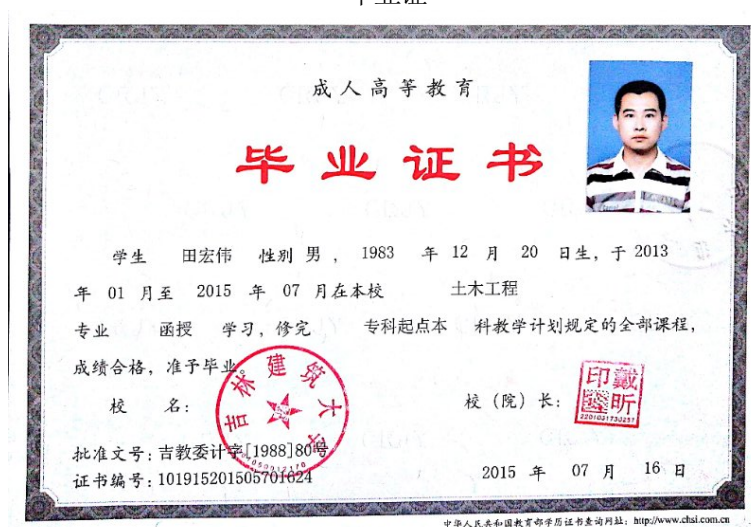 毕业证
成人高等教育
毕业证书
学生 田宏伟 性别 男 ， 1983 年 12 月 20 日生，于 2013
年 01 月至 2015 年 07 月在本校 土木工程
专业 函授 学习，修完 专科起点本 科教学计划规定的全部课程，
成绩合格，准予毕业。
校 名：
吉林建筑大学
校（院）长：
戴昕
印
批准文号：吉教委计字[1988]80号
证书编号：101915201505701624
2015 年 07 月 16 日
中华人民共和国教育部学历证书查询网址：http://www.chsi.com.cn